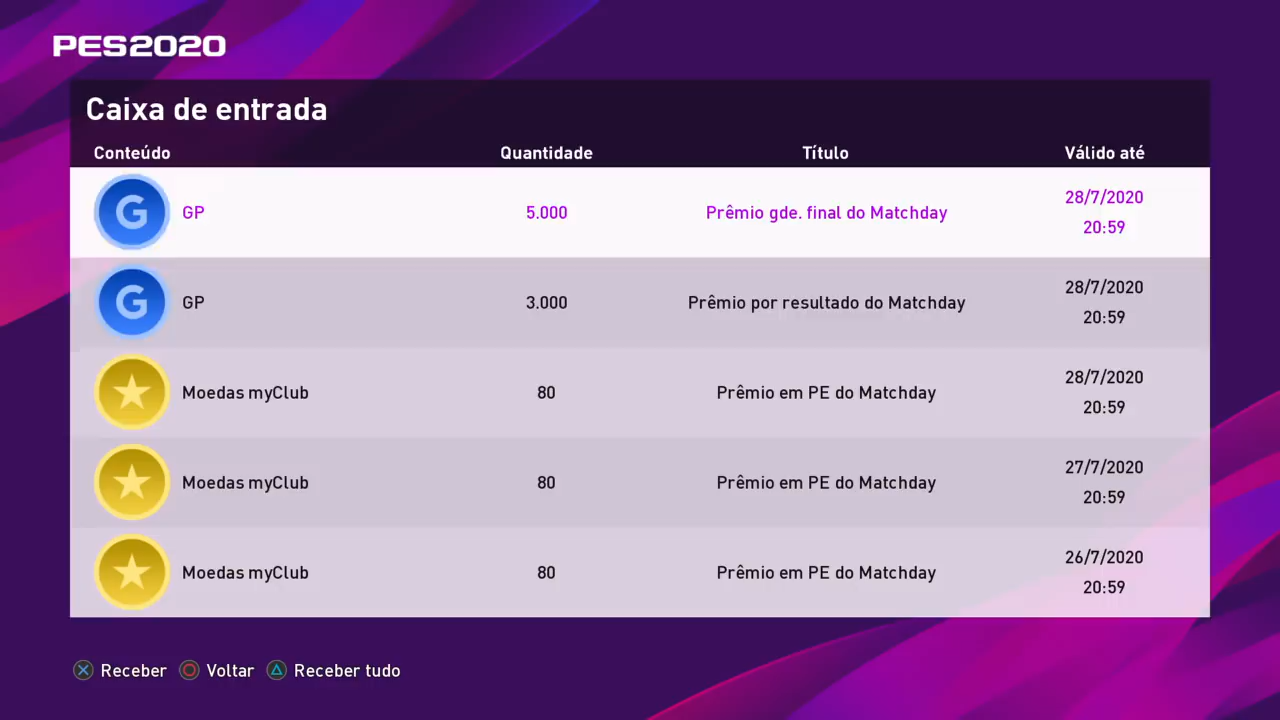 PES2020
Caixa de entrada
Conteúdo Quantidade Título Válido até
G GP 5.000 Prêmio gde. final do Matchday 28/7/2020 20:59
G GP 3.000 Prêmio por resultado do Matchday 28/7/2020 20:59
Moedas myClub 80 Prêmio em PE do Matchday 28/7/2020 20:59
Moedas myClub 80 Prêmio em PE do Matchday 27/7/2020 20:59
Moedas myClub 80 Prêmio em PE do Matchday 26/7/2020 20:59
Receber Voltar Receber tudo